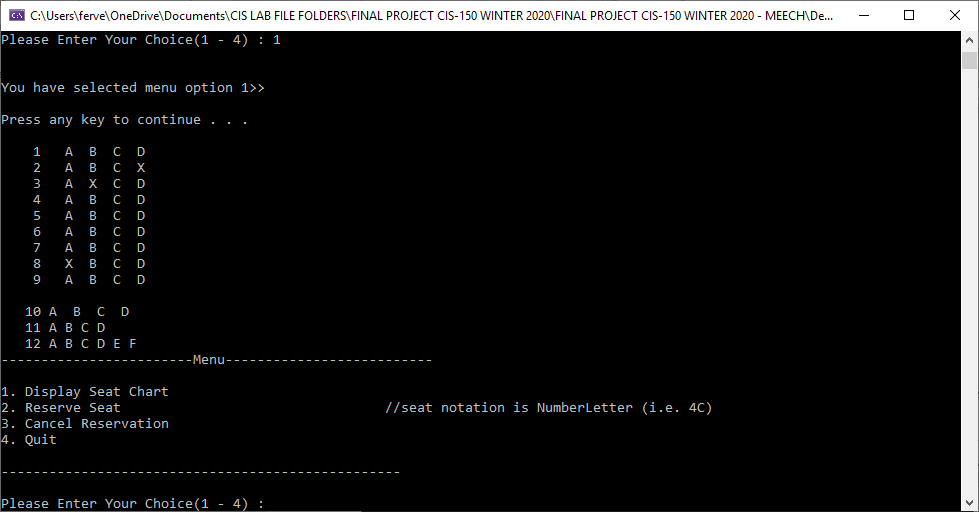 C:\Users\ferve\OneDrive\Documents\CIS LAB FILE FOLDERS\FINAL PROJECT CIS-150 WINTER 2020\FINAL PROJECT CIS-150 WINTER 2020 - MEECH\De...
Please Enter Your Choice(1 - 4) : 1
You have selected menu option 1>>
Press any key to continue . . .
1   A  B  C  D
2   A  B  C  X
3   A  X  C  D
4   A  B  C  D
5   A  B  C  D
6   A  B  C  D
7   A  B  C  D
8   X  B  C  D
9   A  B  C  D
10 A  B  C  D
11 A B C D
12 A B C D E F
------------------------Menu--------------------------
1. Display Seat Chart
2. Reserve Seat                                 //seat notation is NumberLetter (i.e. 4C)
3. Cancel Reservation
4. Quit
--------------------------------------------------
Please Enter Your Choice(1 - 4) :